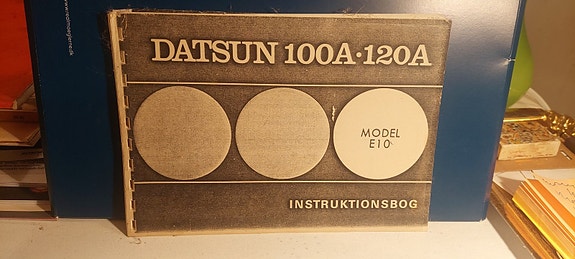 DATSUN 100A·120A
MODEL
E10
INSTRUKTIONSBOG